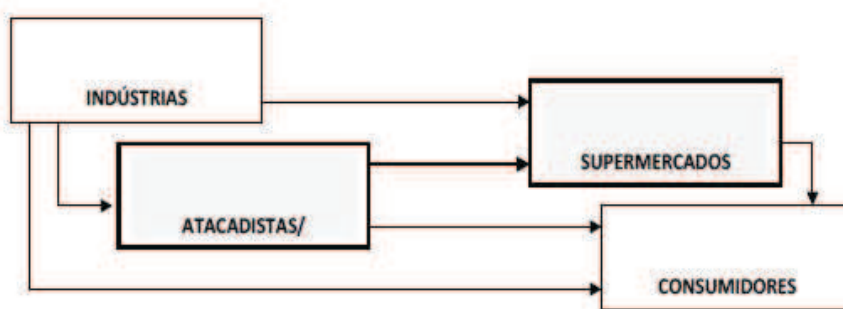 INDÚSTRIAS
SUPERMERCADOS
ATACADISTAS/
CONSUMIDORES